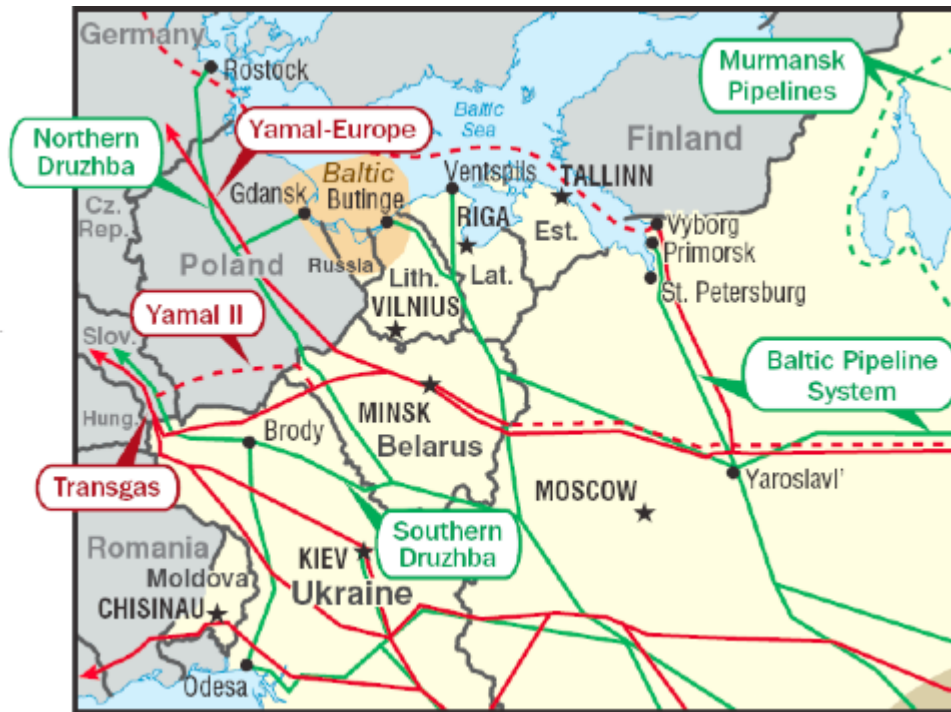 Germany
Rostock
Murmansk
Pipelines
Northern
Druzhba
Yamal-Europe
Baltic
Sea
Finland
Cz.
Rep.
Gdansk
Baltic
Butinge
Ventspils
TALLINN
RIGA
Est.
Vyborg
Primorsk
St. Petersburg
Poland
Russia
Lith.
Lat.
VILNIUS
Yamal II
Slov.
Baltic Pipeline
System
Hung.
Brody
MINSK
Belarus
Transgas
MOSCOW
Yaroslavl'
Southern
Druzhba
Romania
Moldova
CHISINAU
KIEV
Ukraine
Odesa